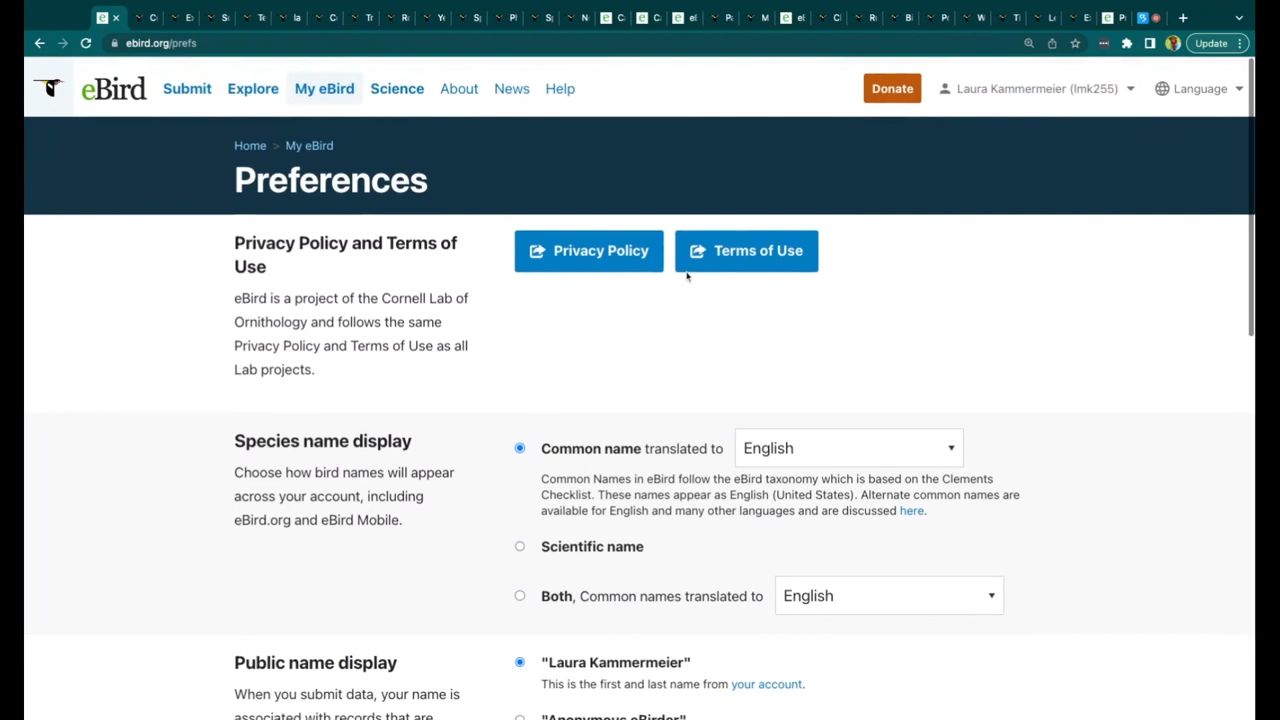 ebird.org/prefs
Update
eBird Submit Explore My eBird Science About News Help Donate Laura Kammermeier (lmk255) Language
Home > My eBird
Preferences
Privacy Policy and Terms of
Use
Privacy Policy Terms of Use
eBird is a project of the Cornell Lab of
Ornithology and follows the same
Privacy Policy and Terms of Use as all
Lab projects.
Species name display
Choose how bird names will appear
across your account, including
eBird.org and eBird Mobile.
Common name translated to English
Common Names in eBird follow the eBird taxonomy which is based on the Clements
Checklist. These names appear as English (United States). Alternate common names are
available for English and many other languages and are discussed here.
Scientific name
Both, Common names translated to English
Public name display
When you submit data, your name is
associated with records that are
"Laura Kammermeier"
This is the first and last name from your account.
"Anonymous eBirder"